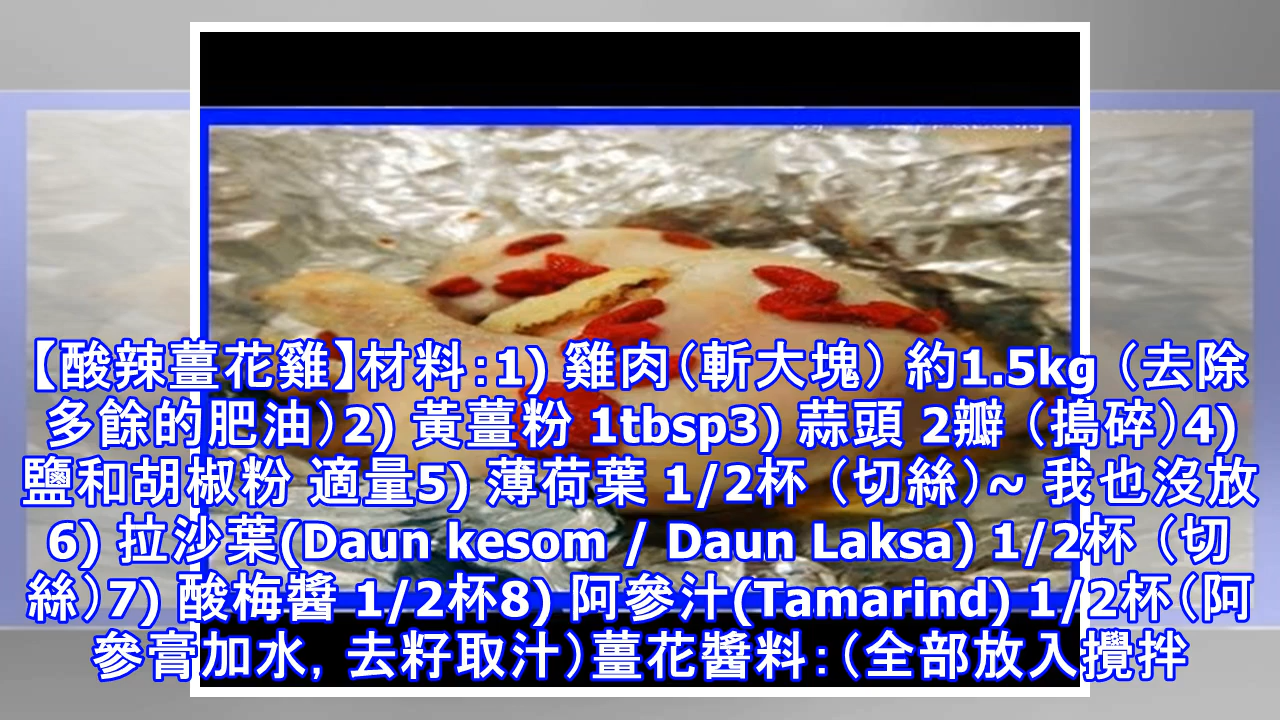 【酸辣薑花雞】材料：1) 雞肉（斬大塊） 約1.5kg （去除
多餘的肥油）2) 黃薑粉 1tbsp3) 蒜頭 2瓣 （搗碎）4)
鹽和胡椒粉 適量5) 薄荷葉 1/2杯 （切絲）~ 我也沒放
6) 拉沙葉(Daun kesom / Daun Laksa) 1/2杯 （切
絲）7) 酸梅醬 1/2杯8) 阿參汁(Tamarind) 1/2杯（阿
參膏加水，去籽取汁）薑花醬料：（全部放入攪拌